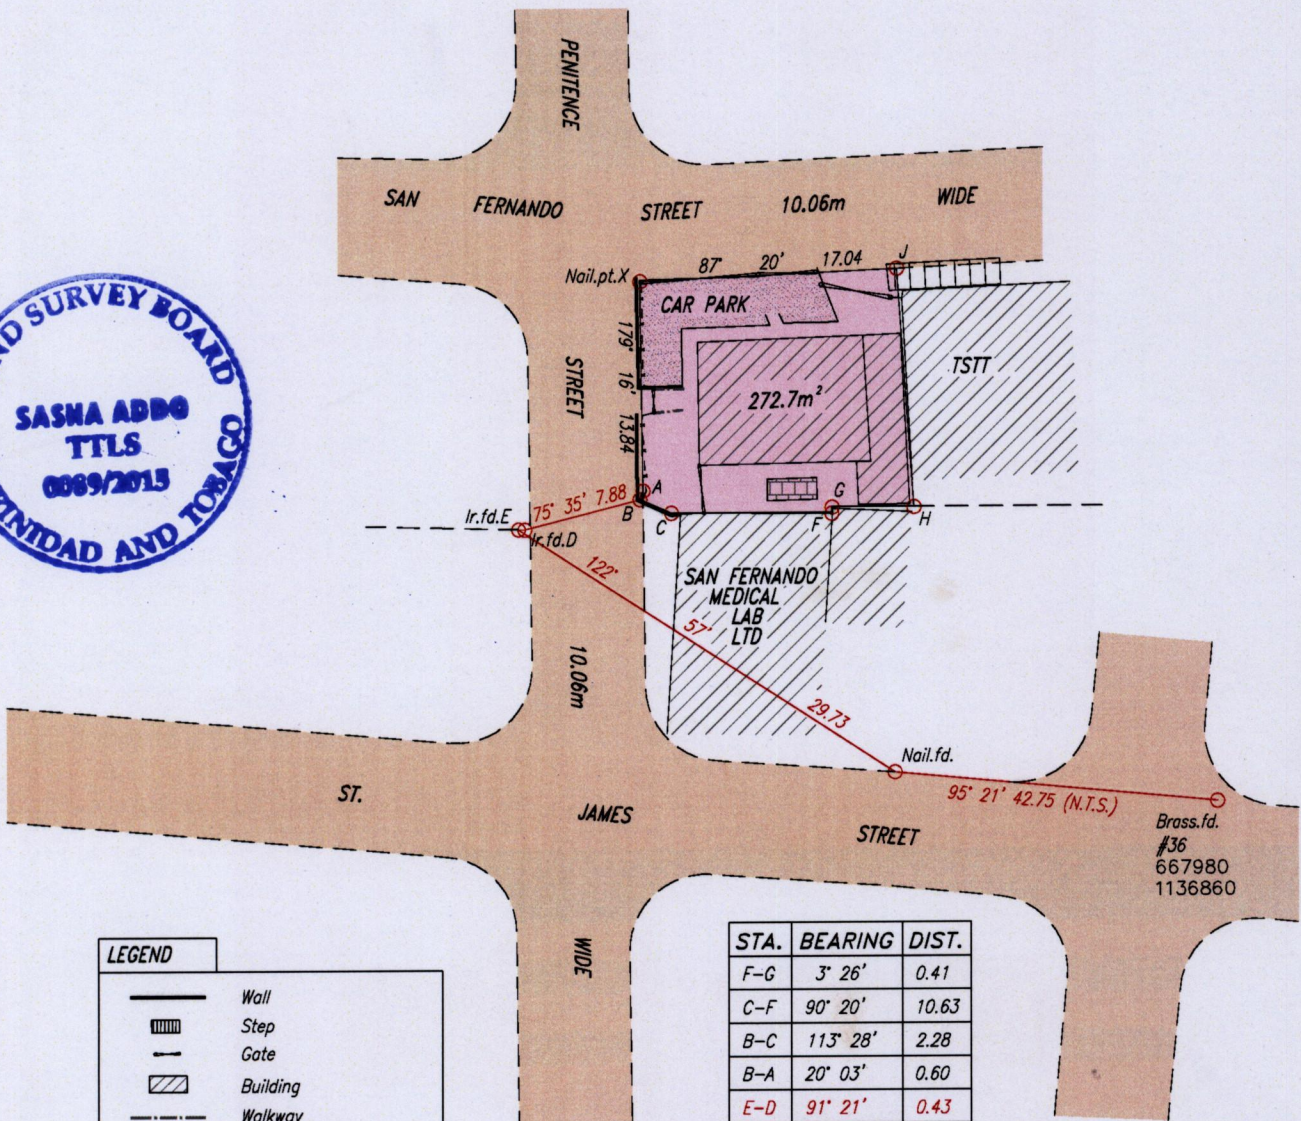 PENITENCE
SAN FERNANDO STREET 10.06m WIDE
Nail.pt.X
87° 20' 17.04
J
CAR PARK
179° 16' 13.84
STREET
TSTT
272.7m²
SURVEY BOARD
SASHA ADDO
TTLS
0089/2015
AND TOBAGO
A
B
C
G
F
H
75° 35' 7.88
Ir.fd.E
Ir.fd.D
122° 57' 29.73
SAN FERNANDO
MEDICAL
LAB
LTD
10.06m
Nail.fd.
95° 21' 42.75 (N.T.S.)
ST. JAMES STREET
Brass.fd.
#36
667980
1136860
WIDE
LEGEND
Wall
Step
Gate
Building
Walkway
STA. BEARING DIST.
F-G 3° 26' 0.41
C-F 90° 20' 10.63
B-C 113° 28' 2.28
B-A 20° 03' 0.60
E-D 91° 21' 0.43